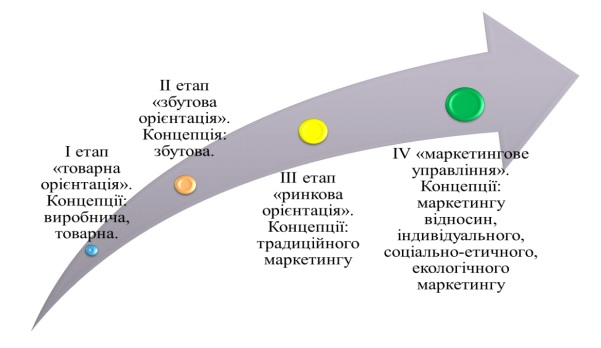 І етап
«товарна
орієнтація».
Концепції:
виробнича,
товарна.
ІІ етап
«збутова
орієнтація».
Концепція:
збутова.
ІІІ етап
«ринкова
орієнтація».
Концепції:
традиційного
маркетингу
IV «маркетингове
управління».
Концепції:
маркетингу
відносин,
індивідуального,
соціально-етичного,
екологічного
маркетингу